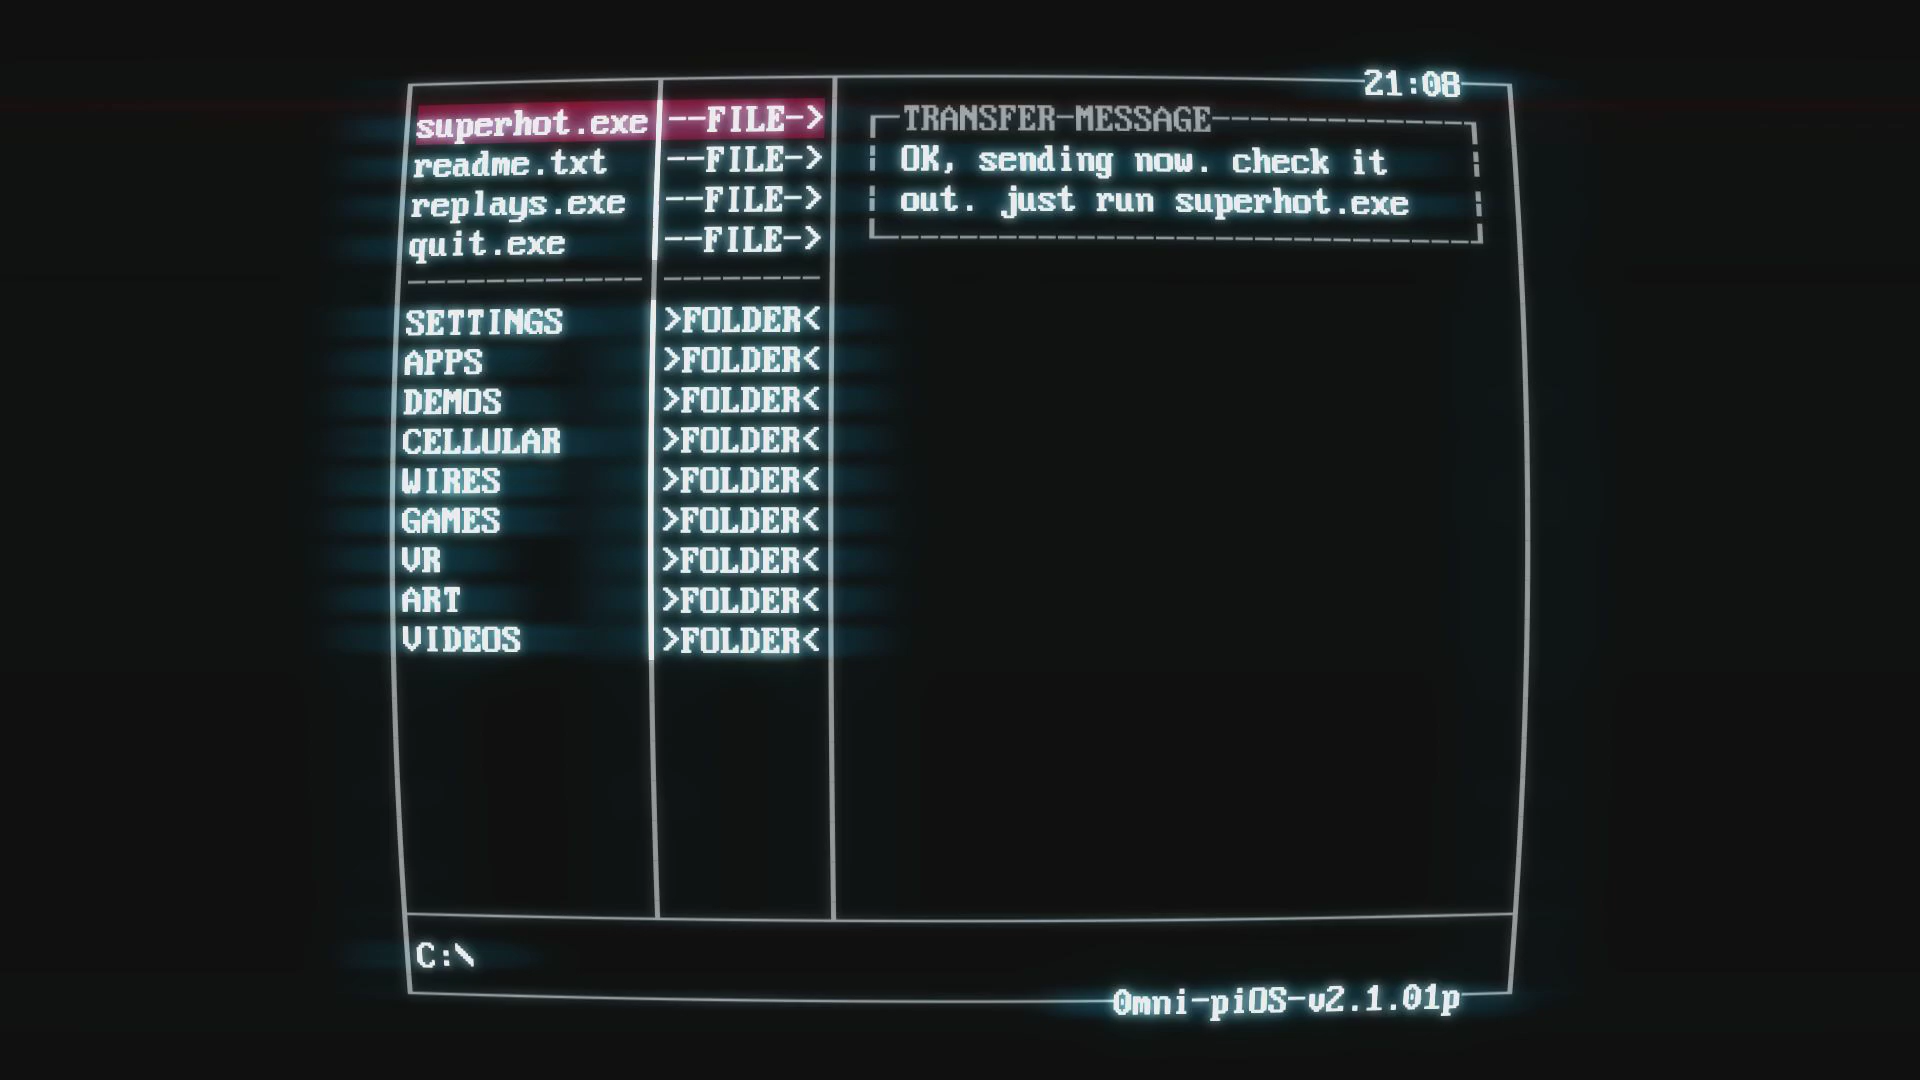 21:08
superhot.exe --FILE->
readme.txt --FILE->
replays.exe --FILE->
quit.exe --FILE->
SETTINGS >FOLDER<
APPS >FOLDER<
DEMOS >FOLDER<
CELLULAR >FOLDER<
WIRES >FOLDER<
GAMES >FOLDER<
VR >FOLDER<
ART >FOLDER<
VIDEOS >FOLDER<
TRANSFER-MESSAGE
OK, sending now. check it
out. just run superhot.exe
C:\
0mni-piOS-v2.1.01p